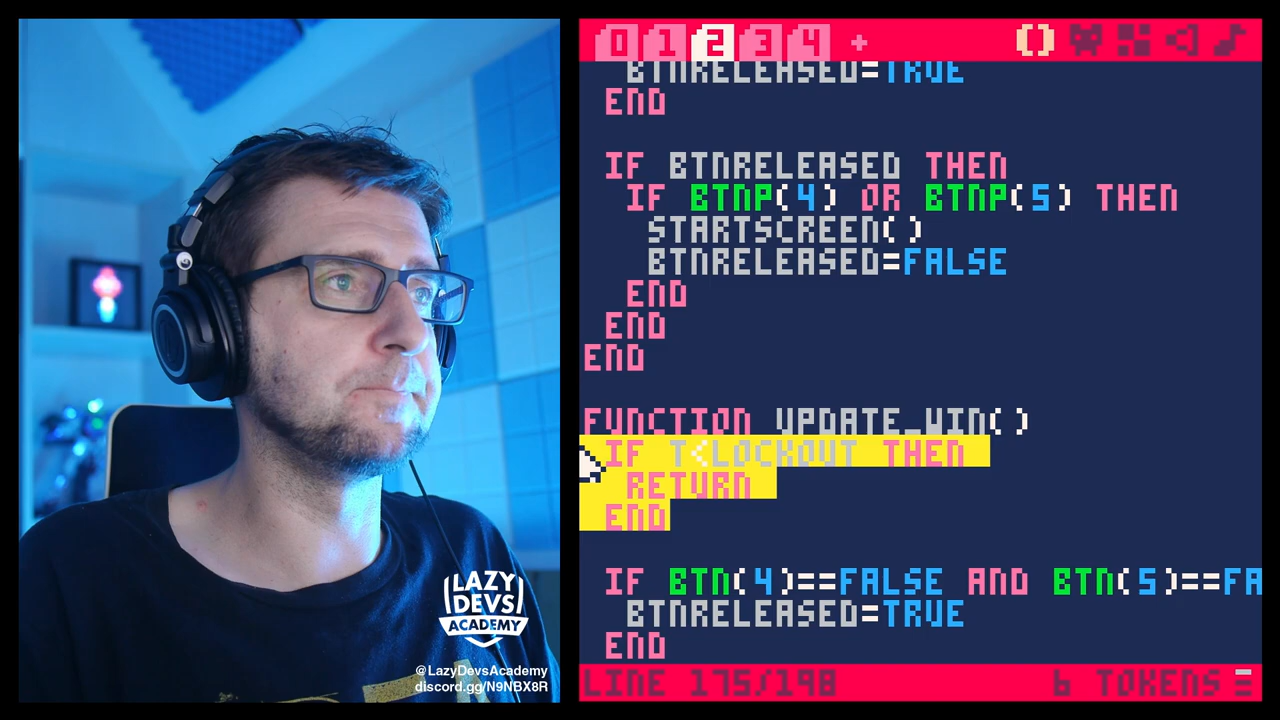 0 1 2 3 4 +
BTNRELEASED=TRUE
END
IF BTNRELEASED THEN
IF BTNP(4) OR BTNP(5) THEN
STARTSCREEN()
BTNRELEASED=FALSE
END
END
END
FUNCTION UPDATE_WIN()
IF T<LOCKOUT THEN
RETURN
END
IF BTN(4)==FALSE AND BTN(5)==FA
BTNRELEASED=TRUE
END
LINE 175/198 6 TOKENS
LAZY
DEVS
ACADEMY
@LazyDevsAcademy
discord.gg/N9NBX8R